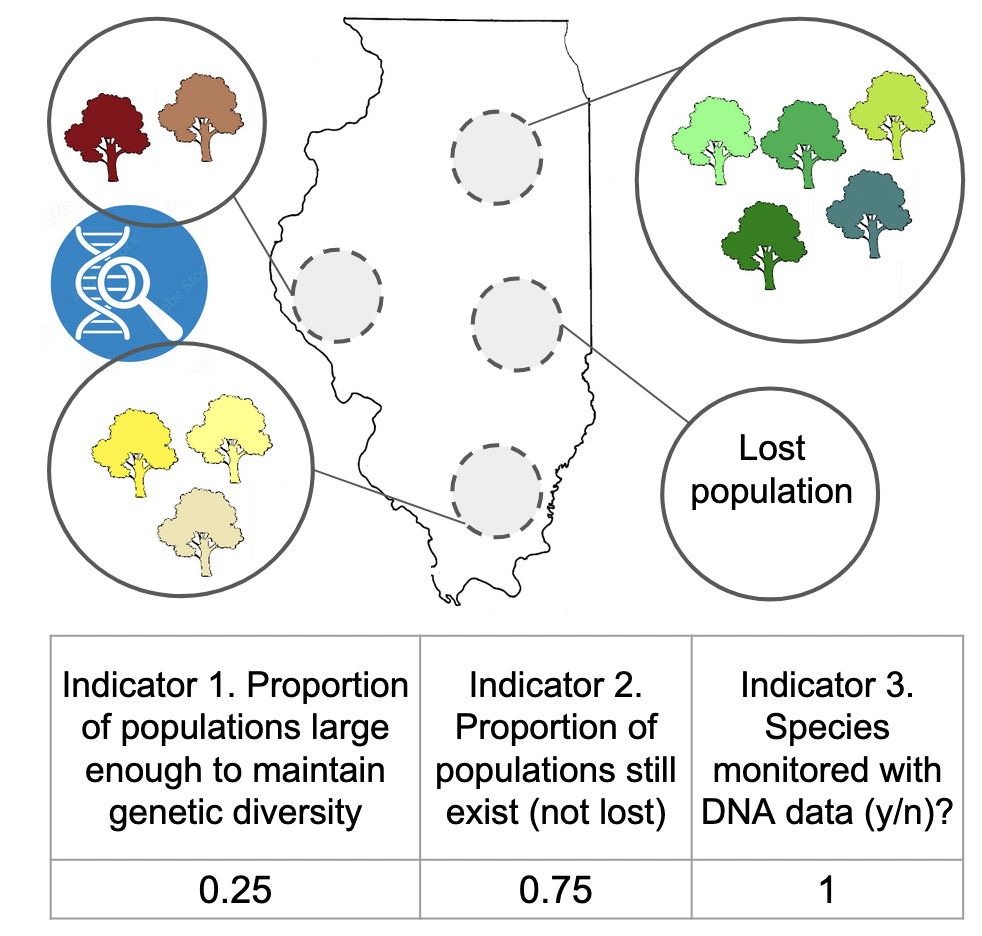 Lost
population
Indicator 1. Proportion
of populations large
enough to maintain
genetic diversity
Indicator 2.
Proportion of
populations still
exist (not lost)
Indicator 3.
Species
monitored with
DNA data (y/n)?
0.25
0.75
1